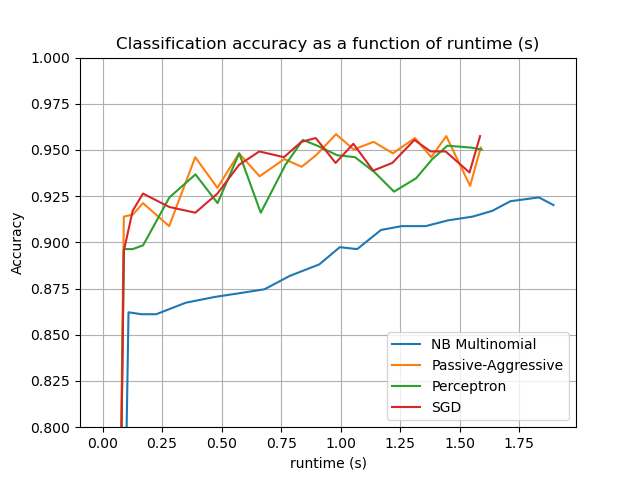 Classification accuracy as a function of runtime (s)
1.000
0.975
0.950
0.925
0.900
0.875
0.850
0.825
0.800
Accuracy
NB Multinomial
Passive-Aggressive
Perceptron
SGD
0.00 0.25 0.50 0.75 1.00 1.25 1.50 1.75
runtime (s)